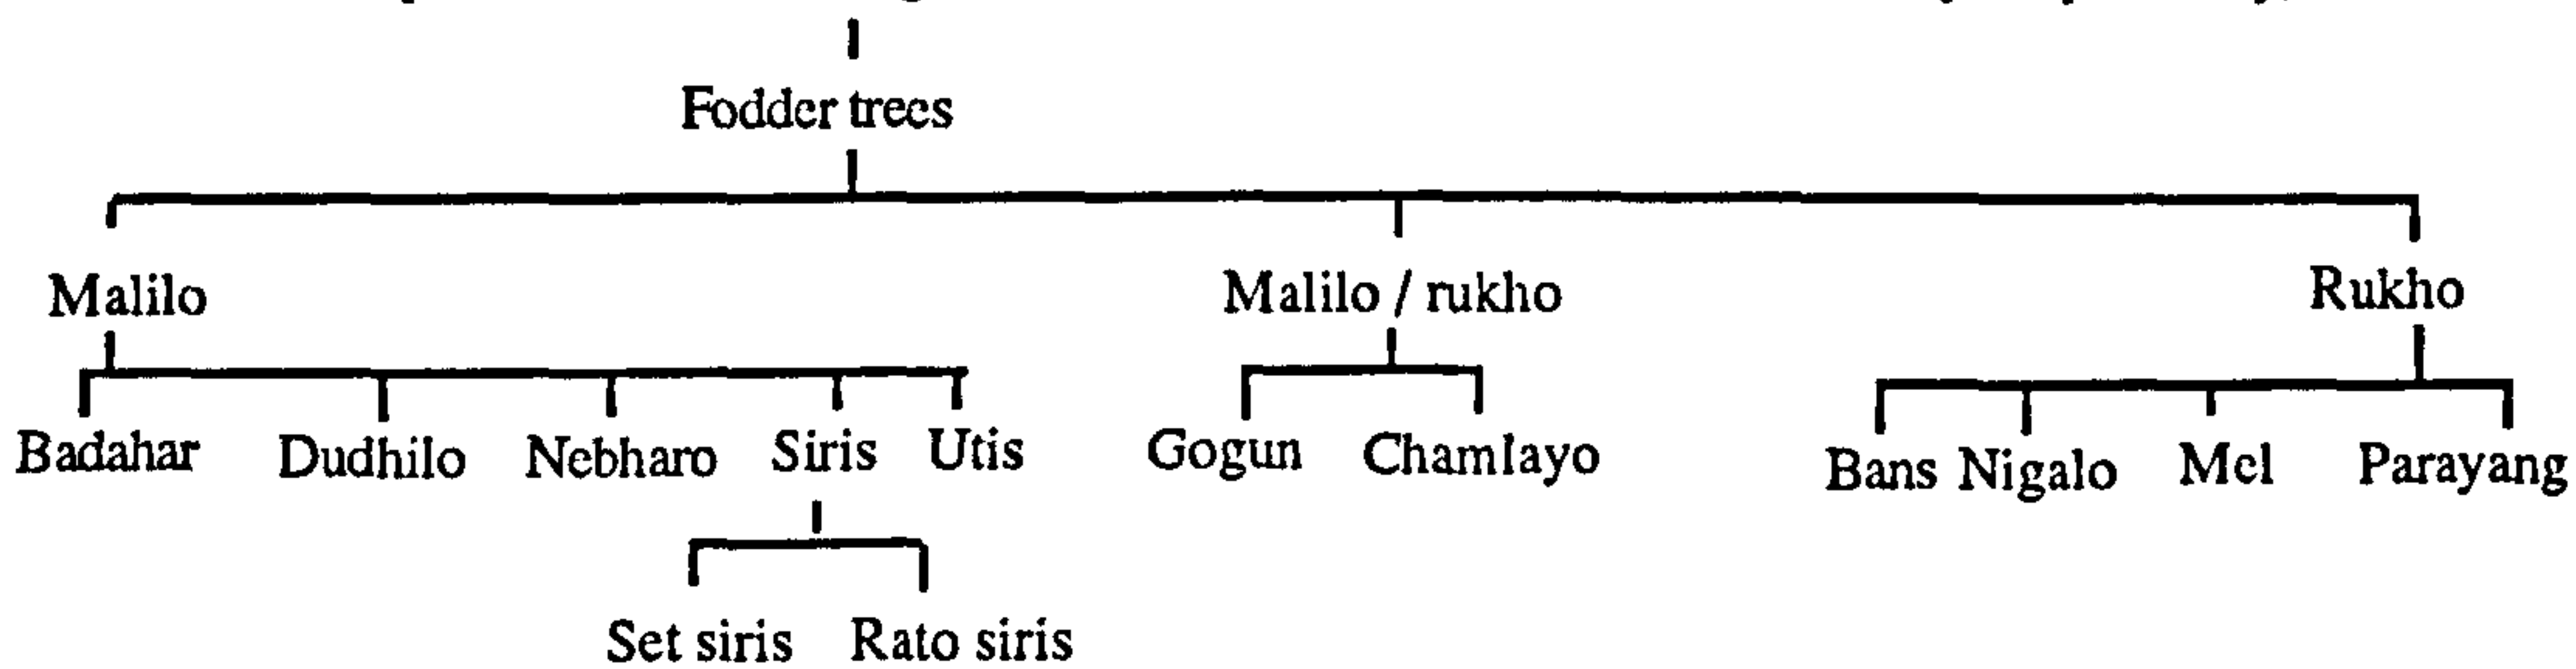 Fodder trees
Malilo Malilo / rukho Rukho
Badahar Dudhilo Nebharo Siris Utis Gogun Chamlayo Bans Nigalo Mel Parayang
Set siris Rato siris